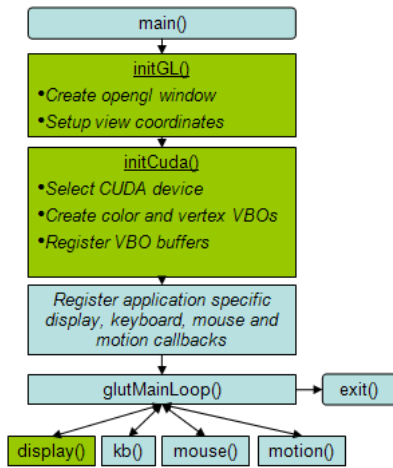 main()
initGL()
•Create opengl window
•Setup view coordinates
initCuda()
•Select CUDA device
•Create color and vertex VBOs
•Register VBO buffers
Register application specific
display, keyboard, mouse and
motion callbacks
glutMainLoop()
exit()
display()
kb()
mouse()
motion()